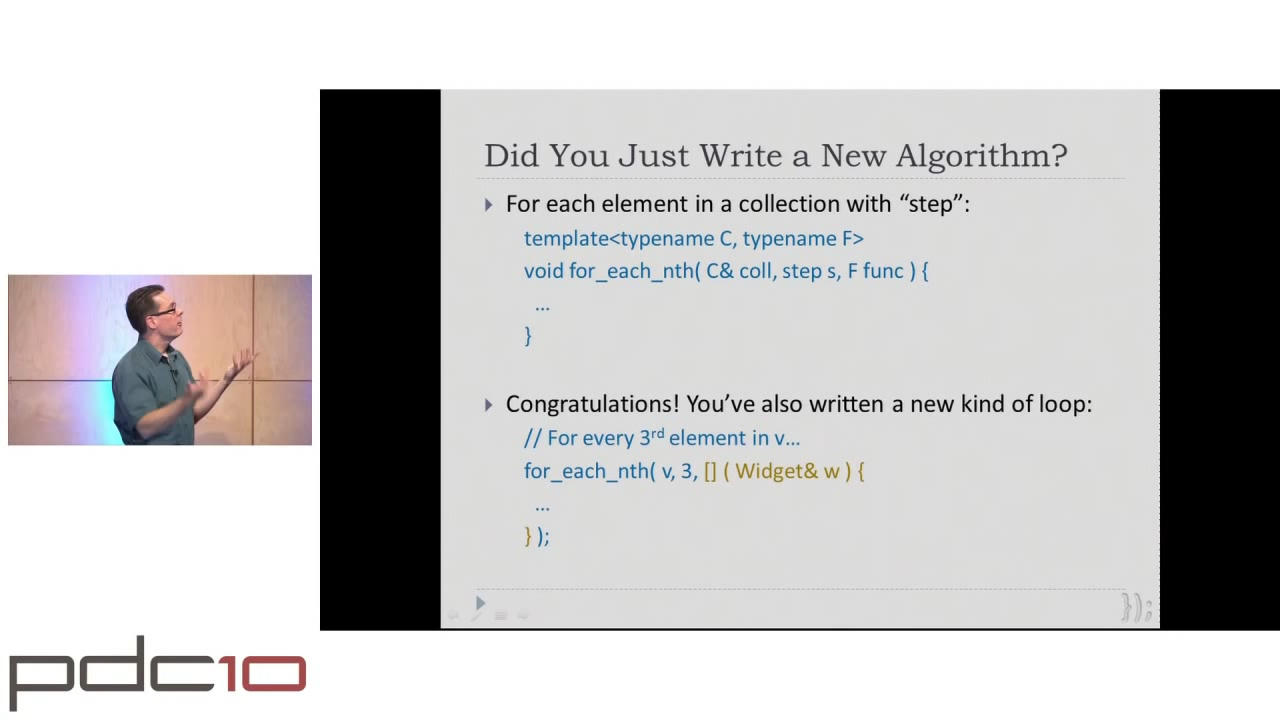 Did You Just Write a New Algorithm?
For each element in a collection with “step”:
template<typename C, typename F>
void for_each_nth( C& coll, step s, F func ) {
…
}
Congratulations! You’ve also written a new kind of loop:
// For every 3rd element in v…
for_each_nth( v, 3, [] ( Widget& w ) {
…
} );
});
pdc10